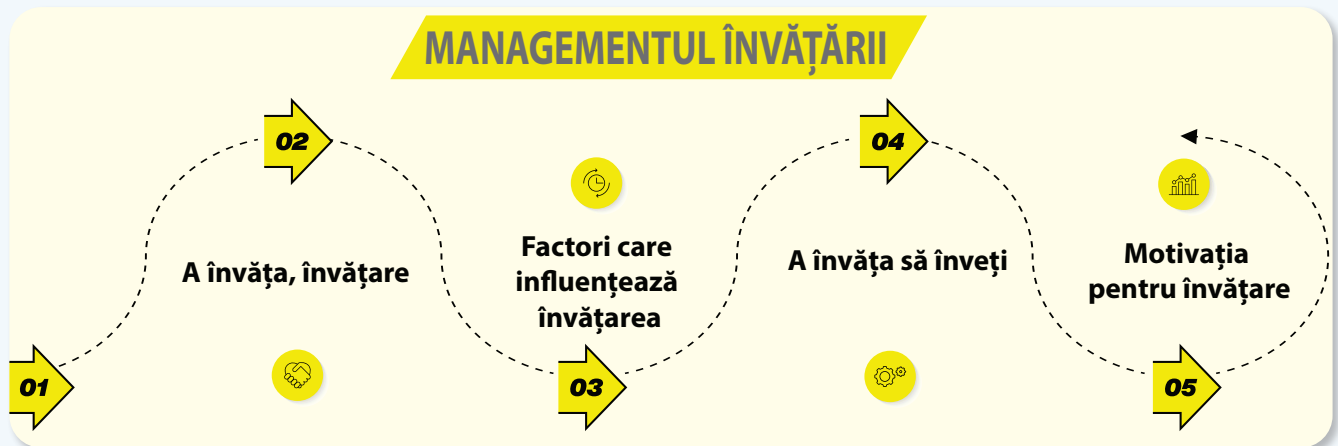 MANAGEMENTUL ÎNVĂȚĂRII
01
02
A învăța, învățare
Factori care
influențează
învățarea
03
04
A învăța să înveți
Motivația
pentru învățare
05